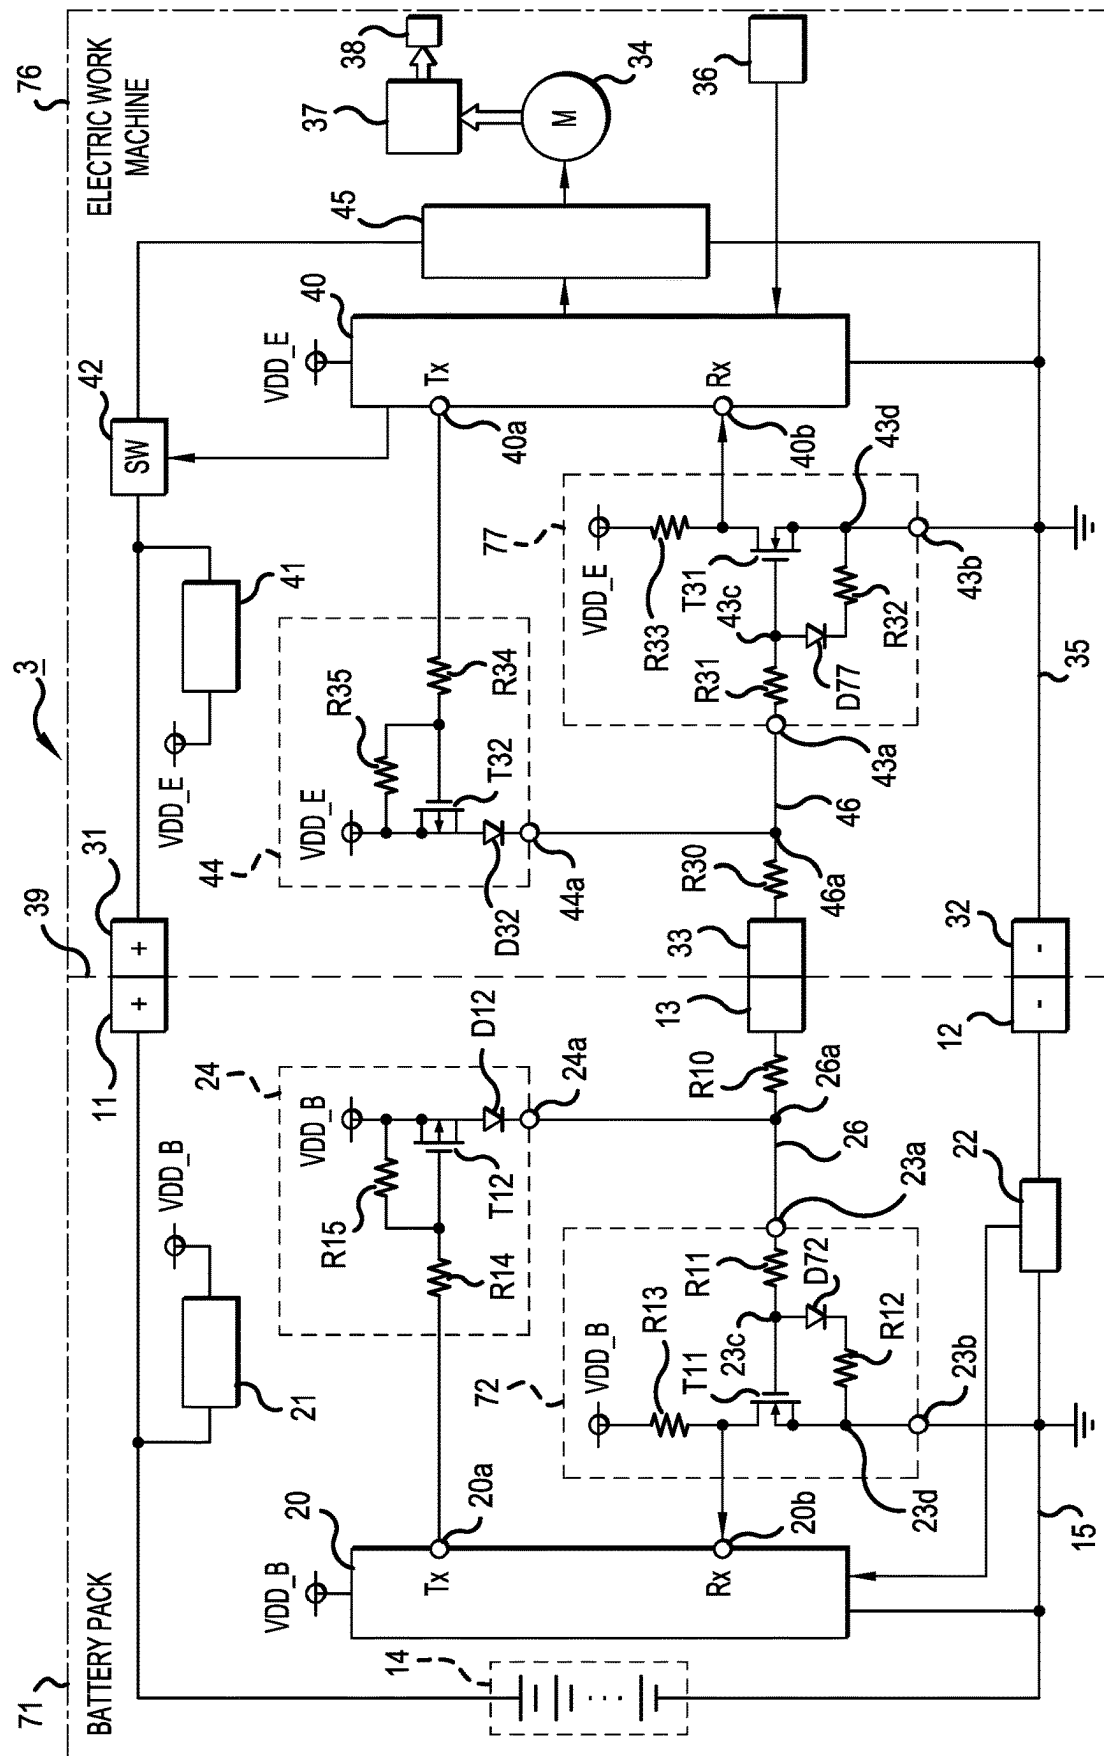 3
71
BATTERY PACK
76
ELECTRIC WORK
MACHINE
39
11
+
+
31
42
SW
21
VDD_B
VDD_E
41
VDD_B
20
Tx
20a
Rx
20b
14
24
VDD_B
R15
R14
T12
D12
24a
44
VDD_E
R35
R34
T32
D32
44a
VDD_E
40
Tx
40a
Rx
40b
45
37
38
M
34
36
72
VDD_B
R13
T11
23c
R11
D72
R12
23a
23b
23d
26
26a
R10
13
33
R30
46a
46
43a
77
VDD_E
R33
T31
43c
R31
D77
R32
43d
43b
15
22
12
-
-
32
35